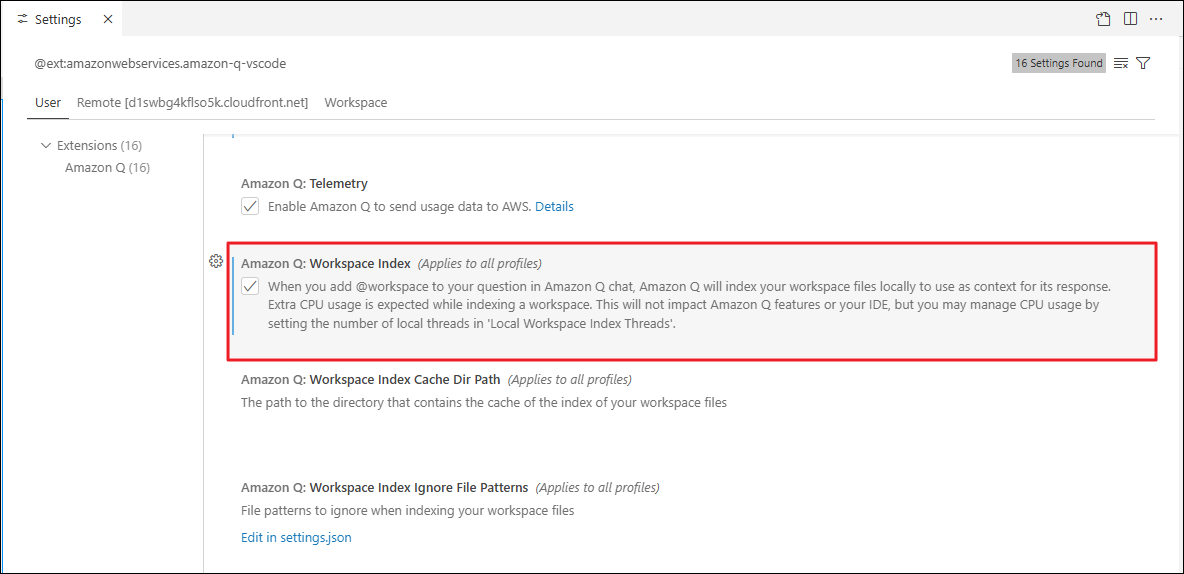 Settings
@ext:amazonwebservices.amazon-q-vscode
16 Settings Found
User Remote [d1swbg4kflso5k.cloudfront.net] Workspace
Extensions (16)
Amazon Q (16)
Amazon Q: Telemetry
Enable Amazon Q to send usage data to AWS. Details
Amazon Q: Workspace Index (Applies to all profiles)
When you add @workspace to your question in Amazon Q chat, Amazon Q will index your workspace files locally to use as context for its response.
Extra CPU usage is expected while indexing a workspace. This will not impact Amazon Q features or your IDE, but you may manage CPU usage by
setting the number of local threads in 'Local Workspace Index Threads'.
Amazon Q: Workspace Index Cache Dir Path (Applies to all profiles)
The path to the directory that contains the cache of the index of your workspace files
Amazon Q: Workspace Index Ignore File Patterns (Applies to all profiles)
File patterns to ignore when indexing your workspace files
Edit in settings.json